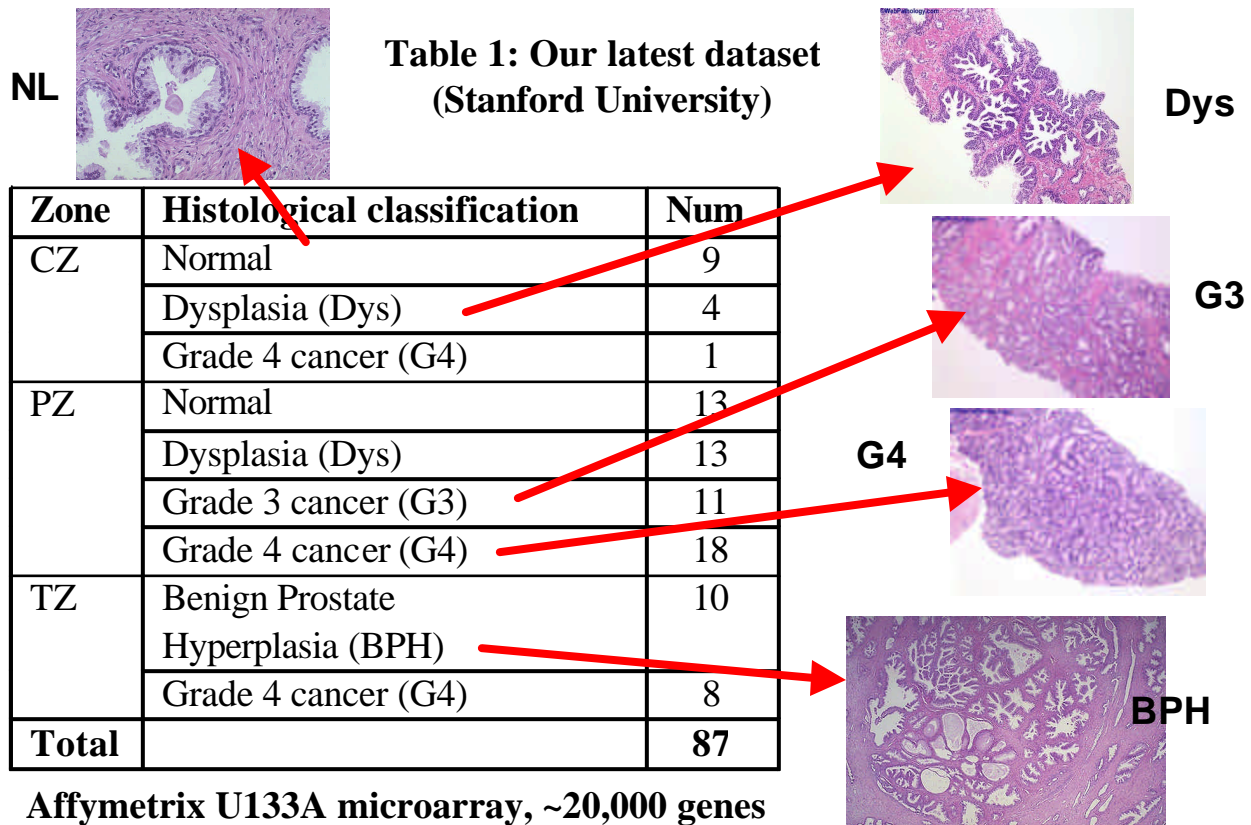 ©WebPathology.com
NL
Table 1: Our latest dataset
(Stanford University)
Dys
Zone Histological classification Num
CZ Normal 9
Dysplasia (Dys) 4
Grade 4 cancer (G4) 1
PZ Normal 13
Dysplasia (Dys) 13
Grade 3 cancer (G3) 11
Grade 4 cancer (G4) 18
TZ Benign Prostate 10
Hyperplasia (BPH)
Grade 4 cancer (G4) 8
Total 87
G3
G4
BPH
Affymetrix U133A microarray, ~20,000 genes